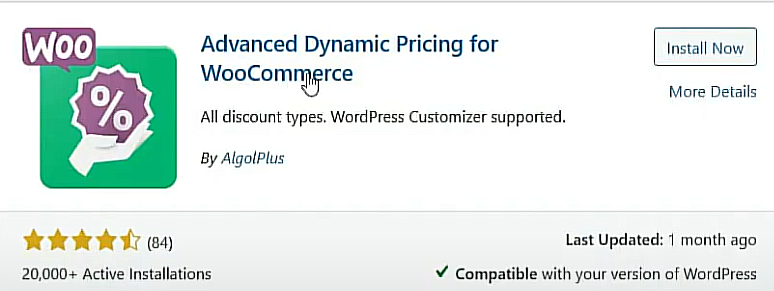 WOO
%
Advanced Dynamic Pricing for
WooCommerce
Install Now
More Details
All discount types. WordPress Customizer supported.
By AlgolPlus
(84)
Last Updated: 1 month ago
20,000+ Active Installations
✔ Compatible with your version of WordPress